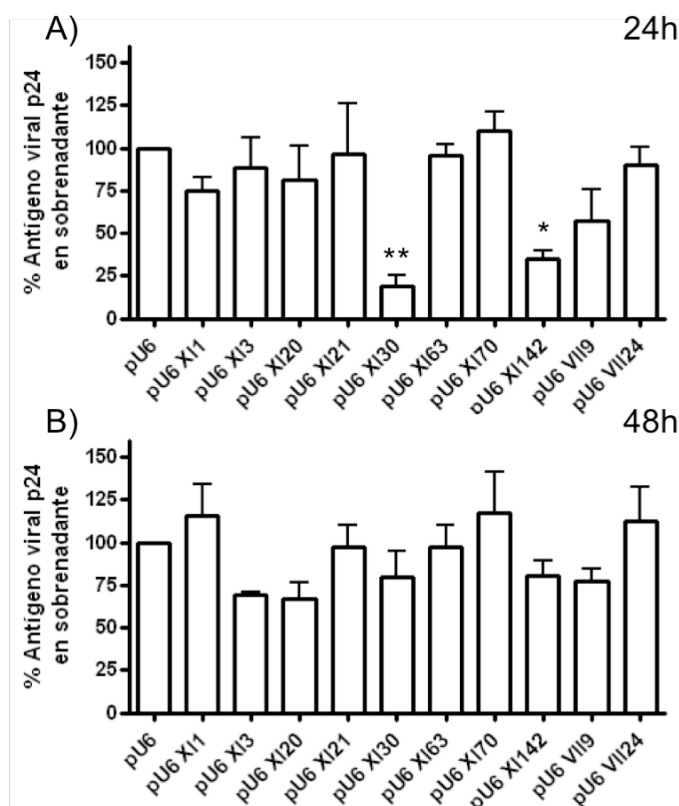 A)
24h
% Antígeno viral p24
en sobrenadante
150
125
100
75
50
25
0
**
*
pU6
pU6 XI1
pU6 XI3
pU6 XI20
pU6 XI21
pU6 XI30
pU6 XI63
pU6 XI70
pU6 XI142
pU6 VII9
pU6 VII24
B)
48h
% Antígeno viral p24
en sobrenadante
150
125
100
75
50
25
0
pU6
pU6 XI1
pU6 XI3
pU6 XI20
pU6 XI21
pU6 XI30
pU6 XI63
pU6 XI70
pU6 XI142
pU6 VII9
pU6 VII24